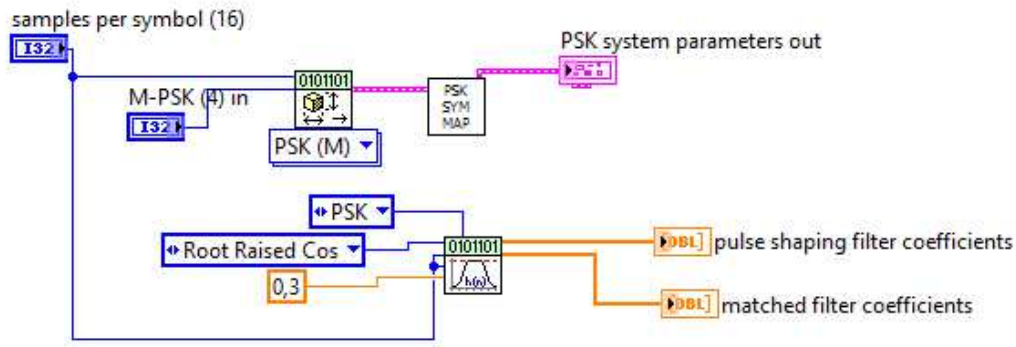 samples per symbol (16)
I32
PSK system parameters out
M-PSK (4) in
0101101
PSK
SYM
MAP
I32
PSK (M)
PSK
Root Raised Cos
0101101
h(n)
0,3
DBL
pulse shaping filter coefficients
DBL
matched filter coefficients